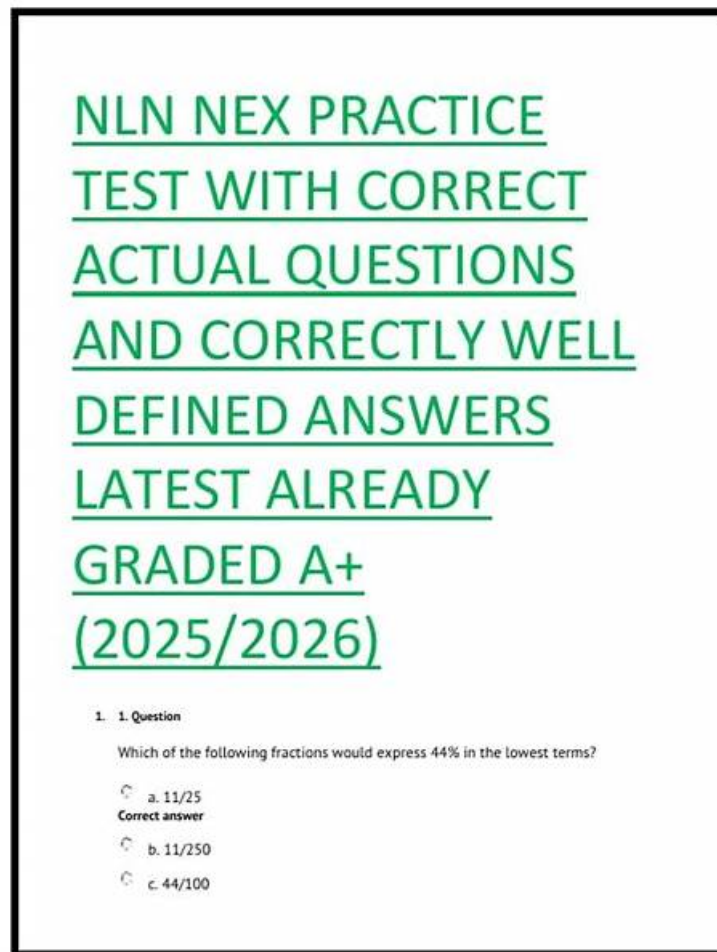 NLN NEX PRACTICE
TEST WITH CORRECT
ACTUAL QUESTIONS
AND CORRECTLY WELL
DEFINED ANSWERS
LATEST ALREADY
GRADED A+
(2025/2026)
1. 1. Question
Which of the following fractions would express 44% in the lowest terms?
a. 11/25
Correct answer
b. 11/250
c. 44/100